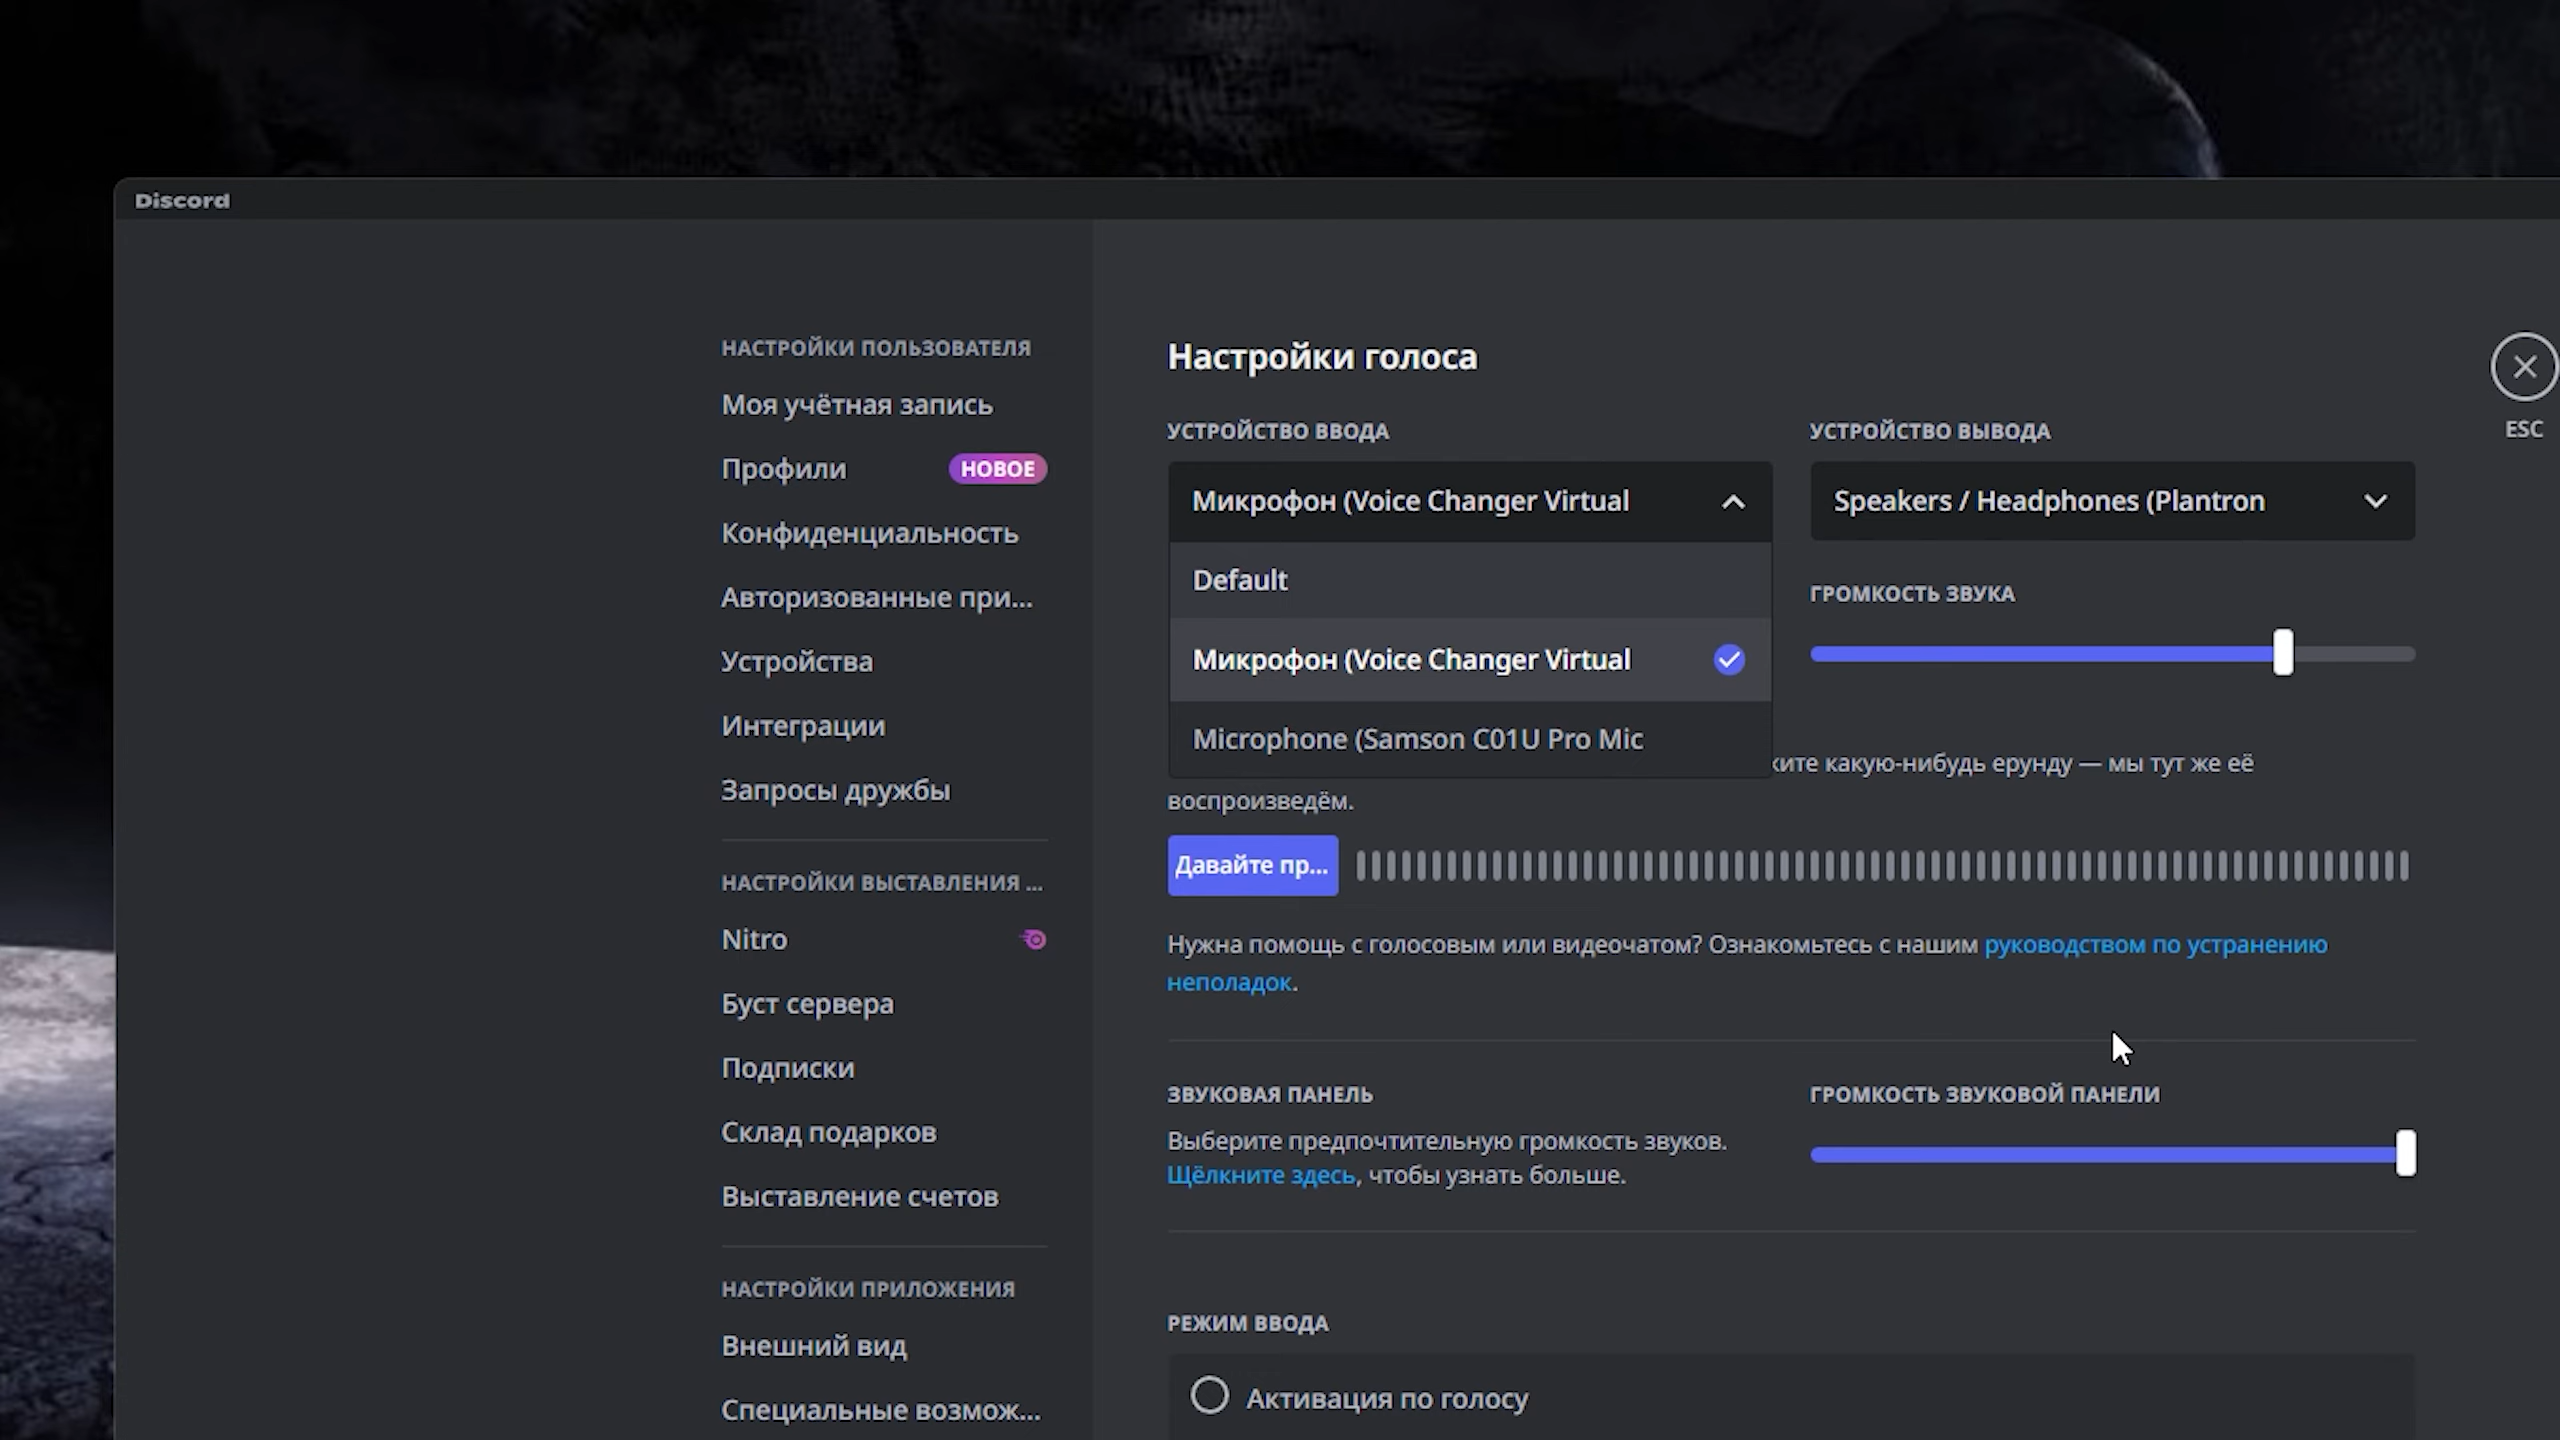 Discord
НАСТРОЙКИ ПОЛЬЗОВАТЕЛЯ
Моя учётная запись
Профили НОВОЕ
Конфиденциальность
Авторизованные при...
Устройства
Интеграции
Запросы дружбы
НАСТРОЙКИ ВЫСТАВЛЕНИЯ ...
Nitro
Буст сервера
Подписки
Склад подарков
Выставление счетов
НАСТРОЙКИ ПРИЛОЖЕНИЯ
Внешний вид
Специальные возмож...
Настройки голоса
УСТРОЙСТВО ВВОДА
Микрофон (Voice Changer Virtual
Default
Микрофон (Voice Changer Virtual
Microphone (Samson C01U Pro Mic
УСТРОЙСТВО ВЫВОДА
Speakers / Headphones (Plantron
ГРОМКОСТЬ ЗВУКА
какую-нибудь ерунду — мы тут же её
воспроизведём.
Давайте пр...
Нужна помощь с голосовым или видеочатом? Ознакомьтесь с нашим руководством по устранению
неполадок.
ЗВУКОВАЯ ПАНЕЛЬ
Выберите предпочтительную громкость звуков.
Щёлкните здесь, чтобы узнать больше.
ГРОМКОСТЬ ЗВУКОВОЙ ПАНЕЛИ
РЕЖИМ ВВОДА
Активация по голосу
ESC